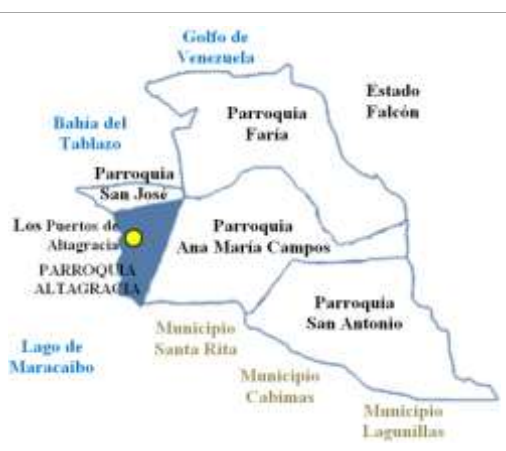 Golfo de
Venezuela
Estado
Falcón
Parroquia
Faría
Bahía del
Tablazo
Parroquia
San José
Los Puertos de
Altagracia
Parroquia
Ana María Campos
PARROQUIA
ALTAGRACIA
Parroquia
San Antonio
Municipio
Santa Rita
Lago de
Maracaibo
Municipio
Cabimas
Municipio
Lagunillas